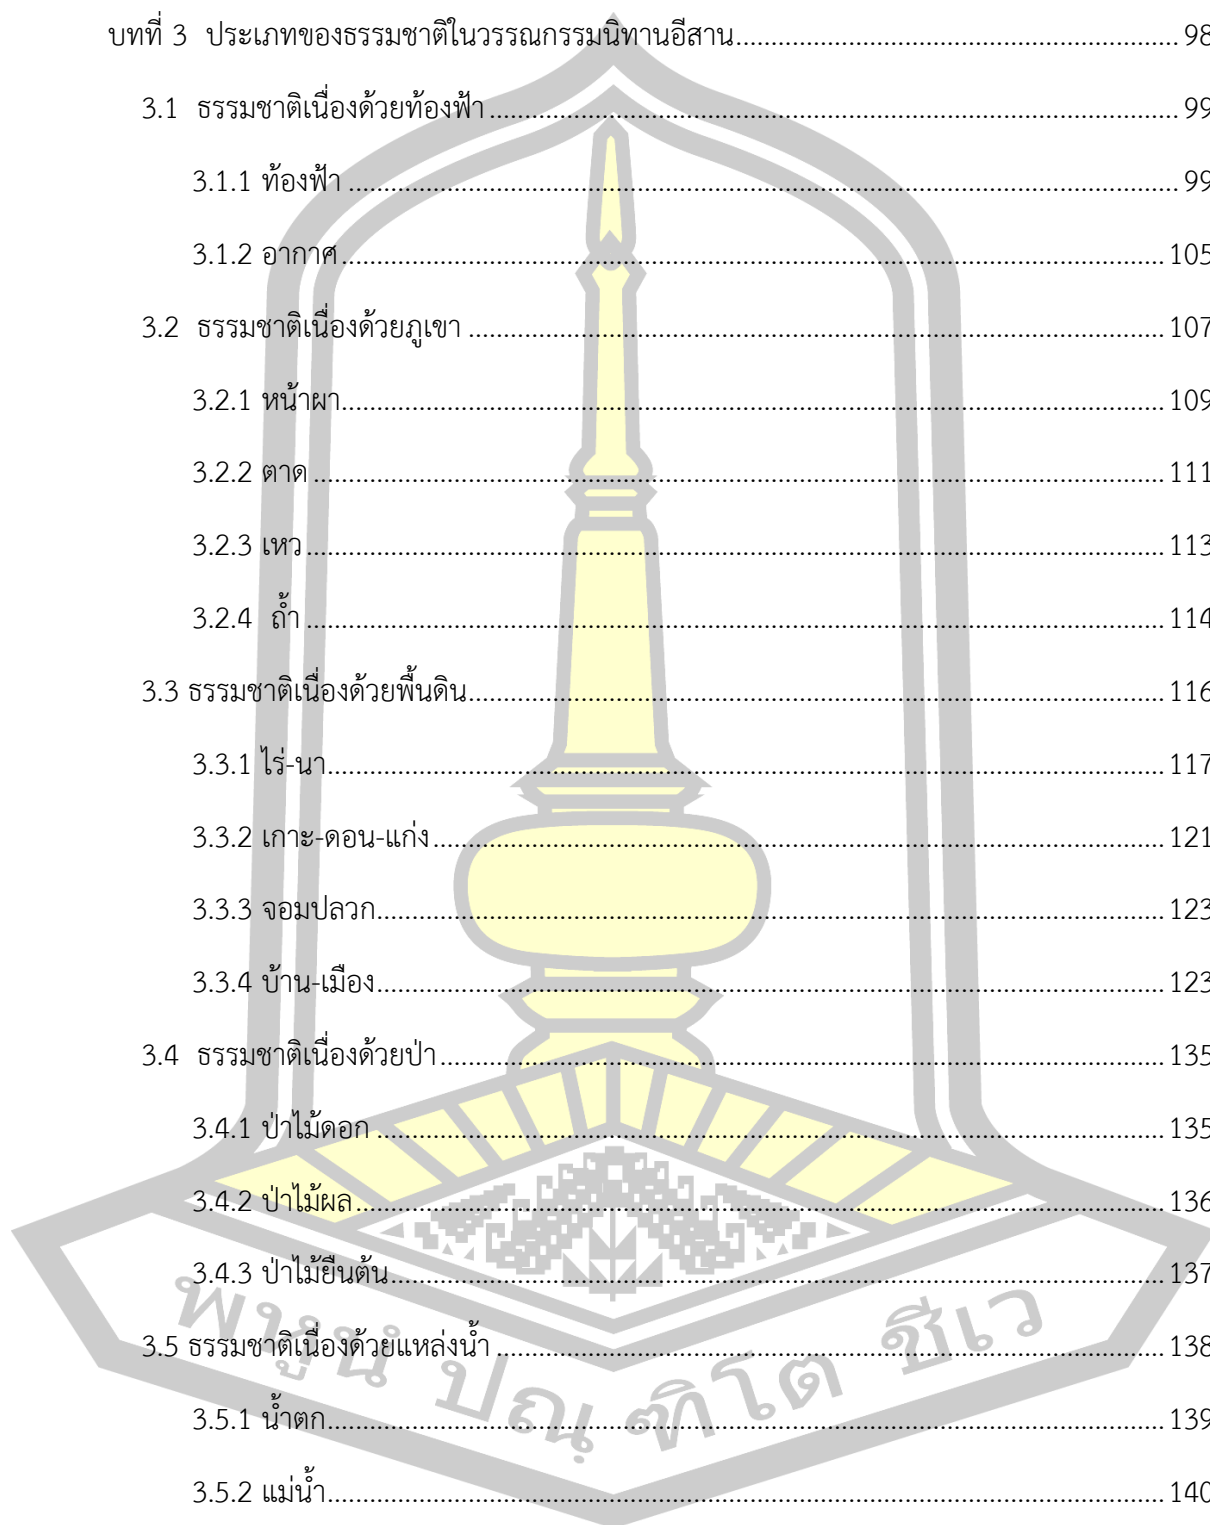 บทที่ 3 ประเภทของธรรมชาติในวรรณกรรมนิทานอีสาน.................................................... 98
3.1 ธรรมชาติเนื่องด้วยท้องฟ้า.................................................... 99
3.1.1 ท้องฟ้า.................................................... 99
3.1.2 อากาศ.................................................... 105
3.2 ธรรมชาติเนื่องด้วยภูเขา.................................................... 107
3.2.1 หน้าผา.................................................... 109
3.2.2 ตาด.................................................... 111
3.2.3 เหว.................................................... 113
3.2.4 ถ้ำ.................................................... 114
3.3 ธรรมชาติเนื่องด้วยพื้นดิน.................................................... 116
3.3.1 ไร่-นา.................................................... 117
3.3.2 เกาะ-ดอน-แก่ง.................................................... 121
3.3.3 จอมปลวก.................................................... 123
3.3.4 บ้าน-เมือง.................................................... 123
3.4 ธรรมชาติเนื่องด้วยป่า.................................................... 135
3.4.1 ป่าไม้ดอก.................................................... 135
3.4.2 ป่าไม้ผล.................................................... 136
3.4.3 ป่าไม้ยืนต้น.................................................... 137
3.5 ธรรมชาติเนื่องด้วยแหล่งน้ำ.................................................... 138
3.5.1 น้ำตก.................................................... 139
3.5.2 แม่น้ำ.................................................... 140
พหูนํ ปณฺฑิโต ชีเว